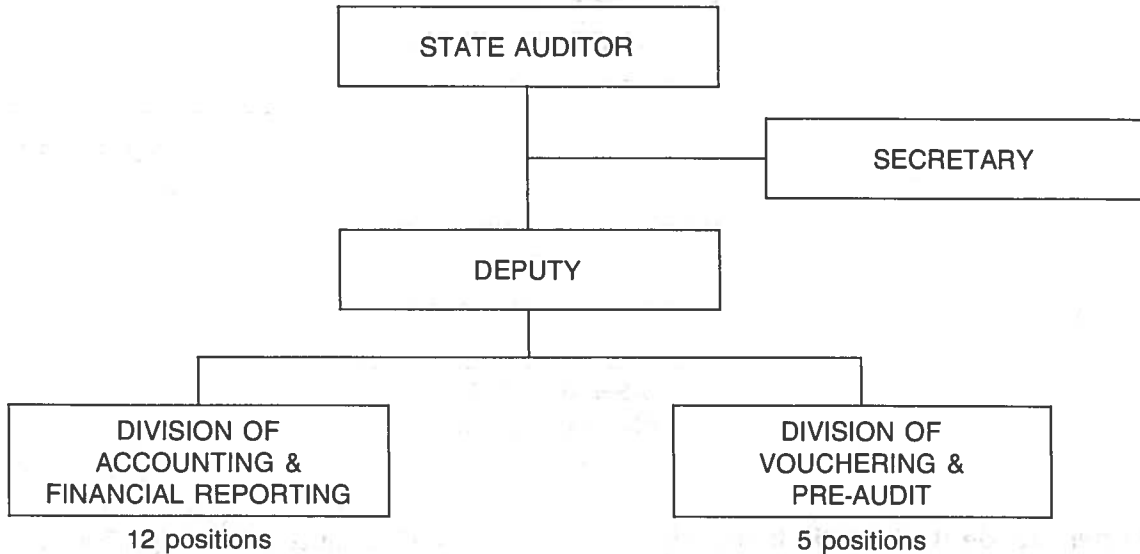 STATE AUDITOR
SECRETARY
DEPUTY
DIVISION OF
ACCOUNTING &
FINANCIAL REPORTING
12 positions
DIVISION OF
VOUCHERING &
PRE-AUDIT
5 positions